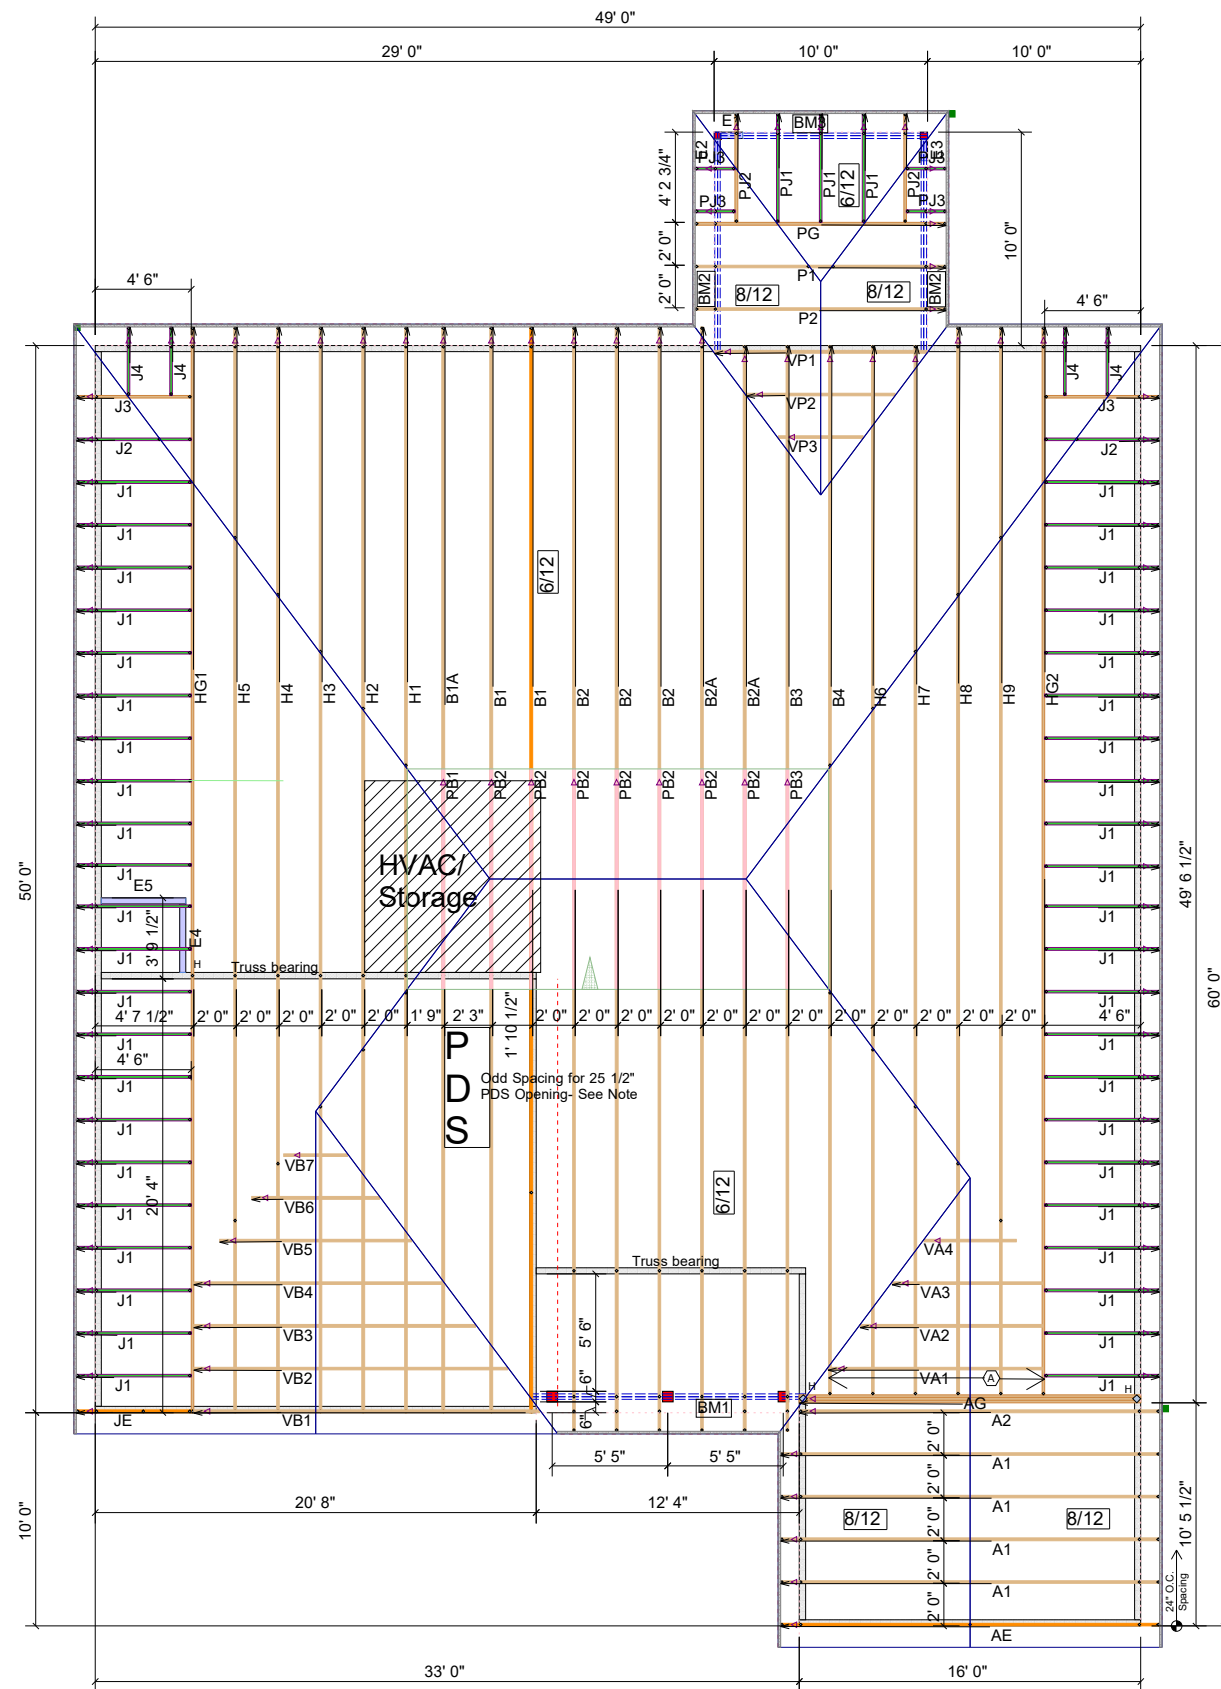 49' 0"
29' 0"
10' 0"
10' 0"
E
BM3
E2
PJ3
E3
PJ3
4' 2 3/4"
PJ2
PJ1
PJ1
6/12
PJ1
PJ2
PJ3
PJ3
PG
10' 0"
2' 0"
P1
2' 0"
BM2
8/12
8/12
BM2
P2
4' 6"
4' 6"
VP1
J4
J4
J4
J4
VP2
J3
J3
VP3
J2
J2
J1
J1
J1
J1
6/12
J1
J1
J1
J1
J1
J1
HG1
H5
H4
H3
H2
H1
B1A
B1
B1
B2
B2
B2
B2A
B2A
B3
B4
H6
H7
H8
H9
HG2
J1
J1
J1
J1
PB1
PB2
PB2
PB2
PB2
PB2
PB2
PB2
PB3
J1
J1
J1
J1
50' 0"
HVAC/
Storage
49' 6 1/2"
J1
J1
E5
J1
J1
3' 9 1/2"
E4
H
Truss bearing
J1
J1
60' 0"
J1
J1
4' 7 1/2"
2' 0"
2' 0"
2' 0"
2' 0"
2' 0"
1' 9"
2' 3"
1' 10 1/2"
2' 0"
2' 0"
2' 0"
2' 0"
2' 0"
2' 0"
2' 0"
2' 0"
2' 0"
2' 0"
2' 0"
2' 0"
4' 6"
J1
J1
4' 6"
P
D
S
Odd Spacing for 25 1/2"
PDS Opening- See Note
J1
J1
J1
J1
VB7
J1
J1
20' 4"
VB6
6/12
J1
J1
VB5
VA4
J1
J1
Truss bearing
VB4
VA3
J1
J1
VB3
VA2
5' 6"
J1
J1
VB2
VA1
A
J1
J1
H
H
6"
BM1
AG
JE
VB1
6"
A2
5' 5"
5' 5"
2' 0"
A1
20' 8"
12' 4"
2' 0"
A1
10' 0"
8/12
8/12
10' 5 1/2"
2' 0"
A1
2' 0"
A1
24" O.C.
Spacing
2' 0"
AE
33' 0"
16' 0"